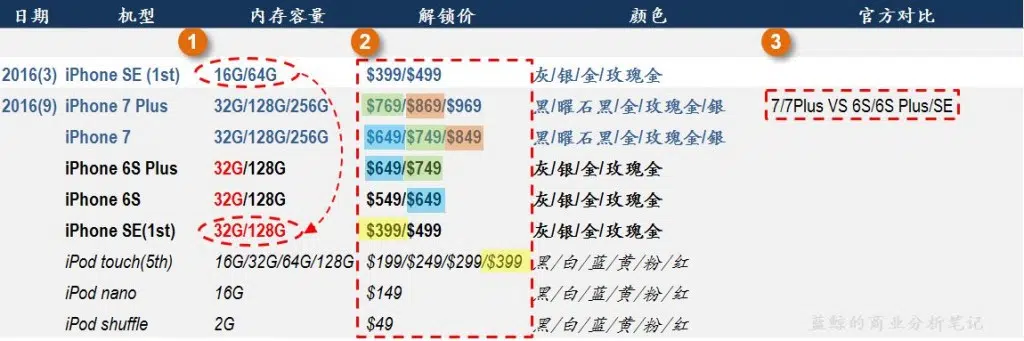 日期 机型 内存容量 解锁价 颜色 官方对比
1 2 3
2016(3) iPhone SE (1st) 16G/64G $399/$499 灰/银/金/玫瑰金
2016(9) iPhone 7 Plus 32G/128G/256G $769/$869/$969 黑/曜石黑/金/玫瑰金/銀 7/7Plus VS 6S/6S Plus/SE
iPhone 7 32G/128G/256G $649/$749/$849 黑/曜石黑/金/玫瑰金/銀
iPhone 6S Plus 32G/128G $649/$749 灰/银/金/玫瑰金
iPhone 6S 32G/128G $549/$649 灰/银/金/玫瑰金
iPhone SE(1st) 32G/128G $399/$499 灰/银/金/玫瑰金
iPod touch(5th) 16G/32G/64G/128G $199/$249/$299/$399 黑/白/蓝/黄/粉/红
iPod nano 16G $149 黑/白/蓝/黄/粉/红
iPod shuffle 2G $49 黑/白/蓝/黄/粉/红
蓝鲸的商业分析笔记